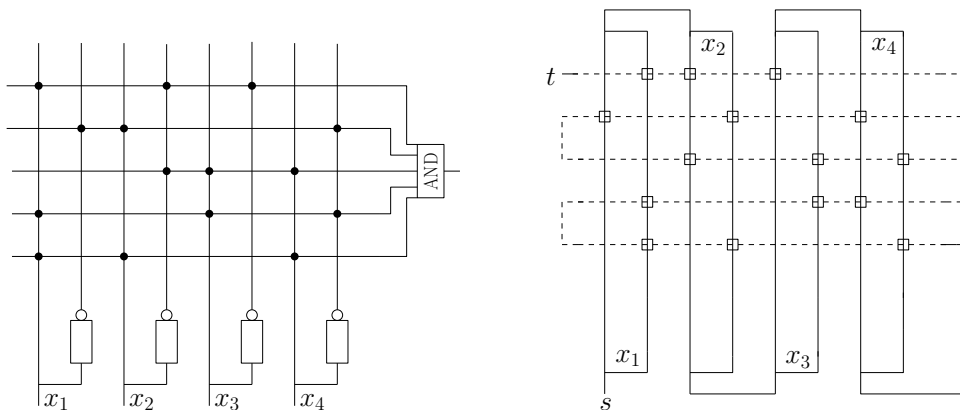 AND
x₁ x₂ x₃ x₄
x₂ x₄
t
x₁ x₃
s